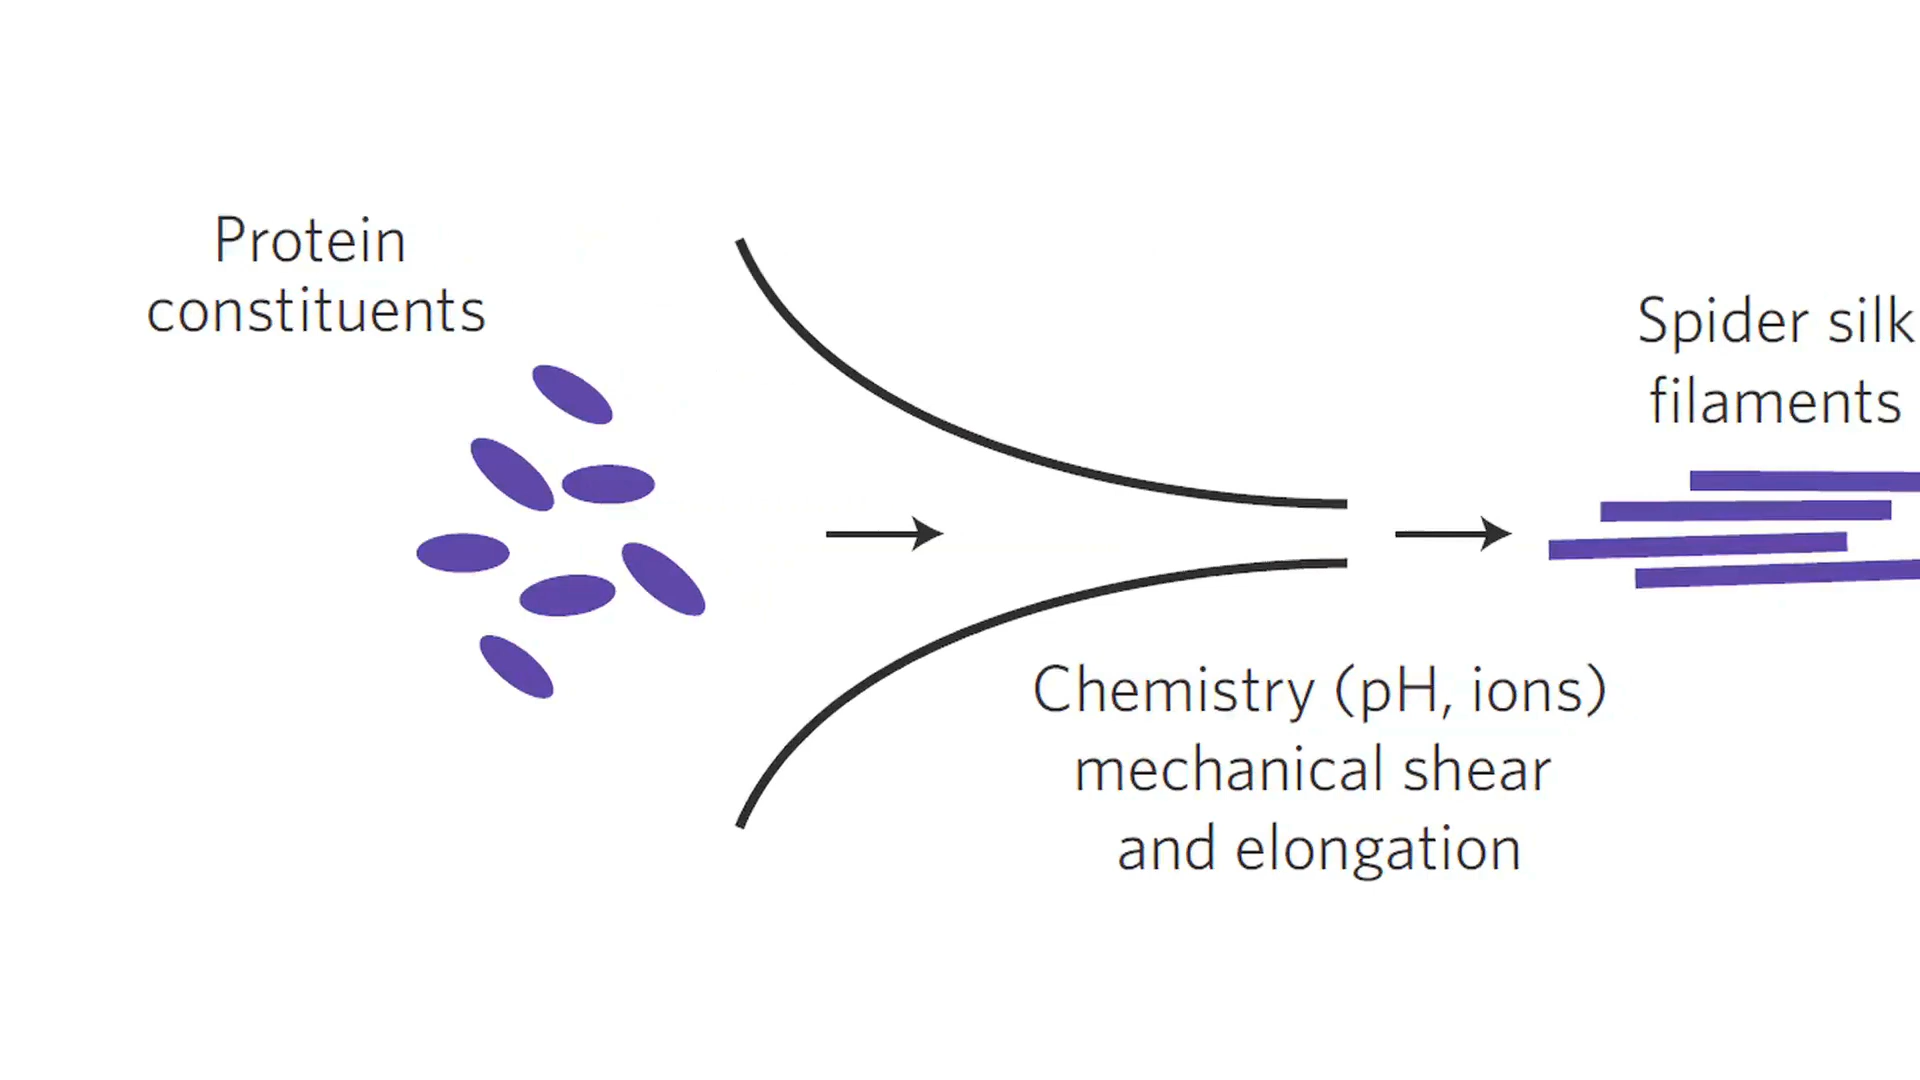 Protein
constituents
Spider silk
filaments
Chemistry (pH, ions)
mechanical shear
and elongation